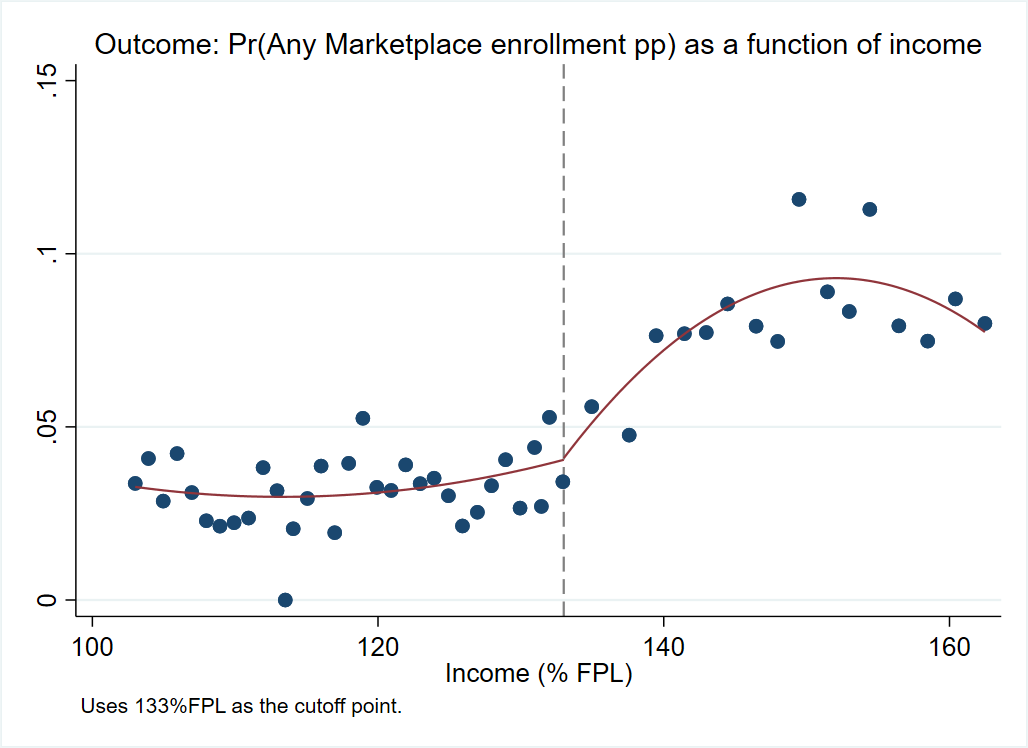 Outcome: Pr(Any Marketplace enrollment pp) as a function of income
.15
.1
.05
0
100 120 140 160
Income (% FPL)
Uses 133%FPL as the cutoff point.